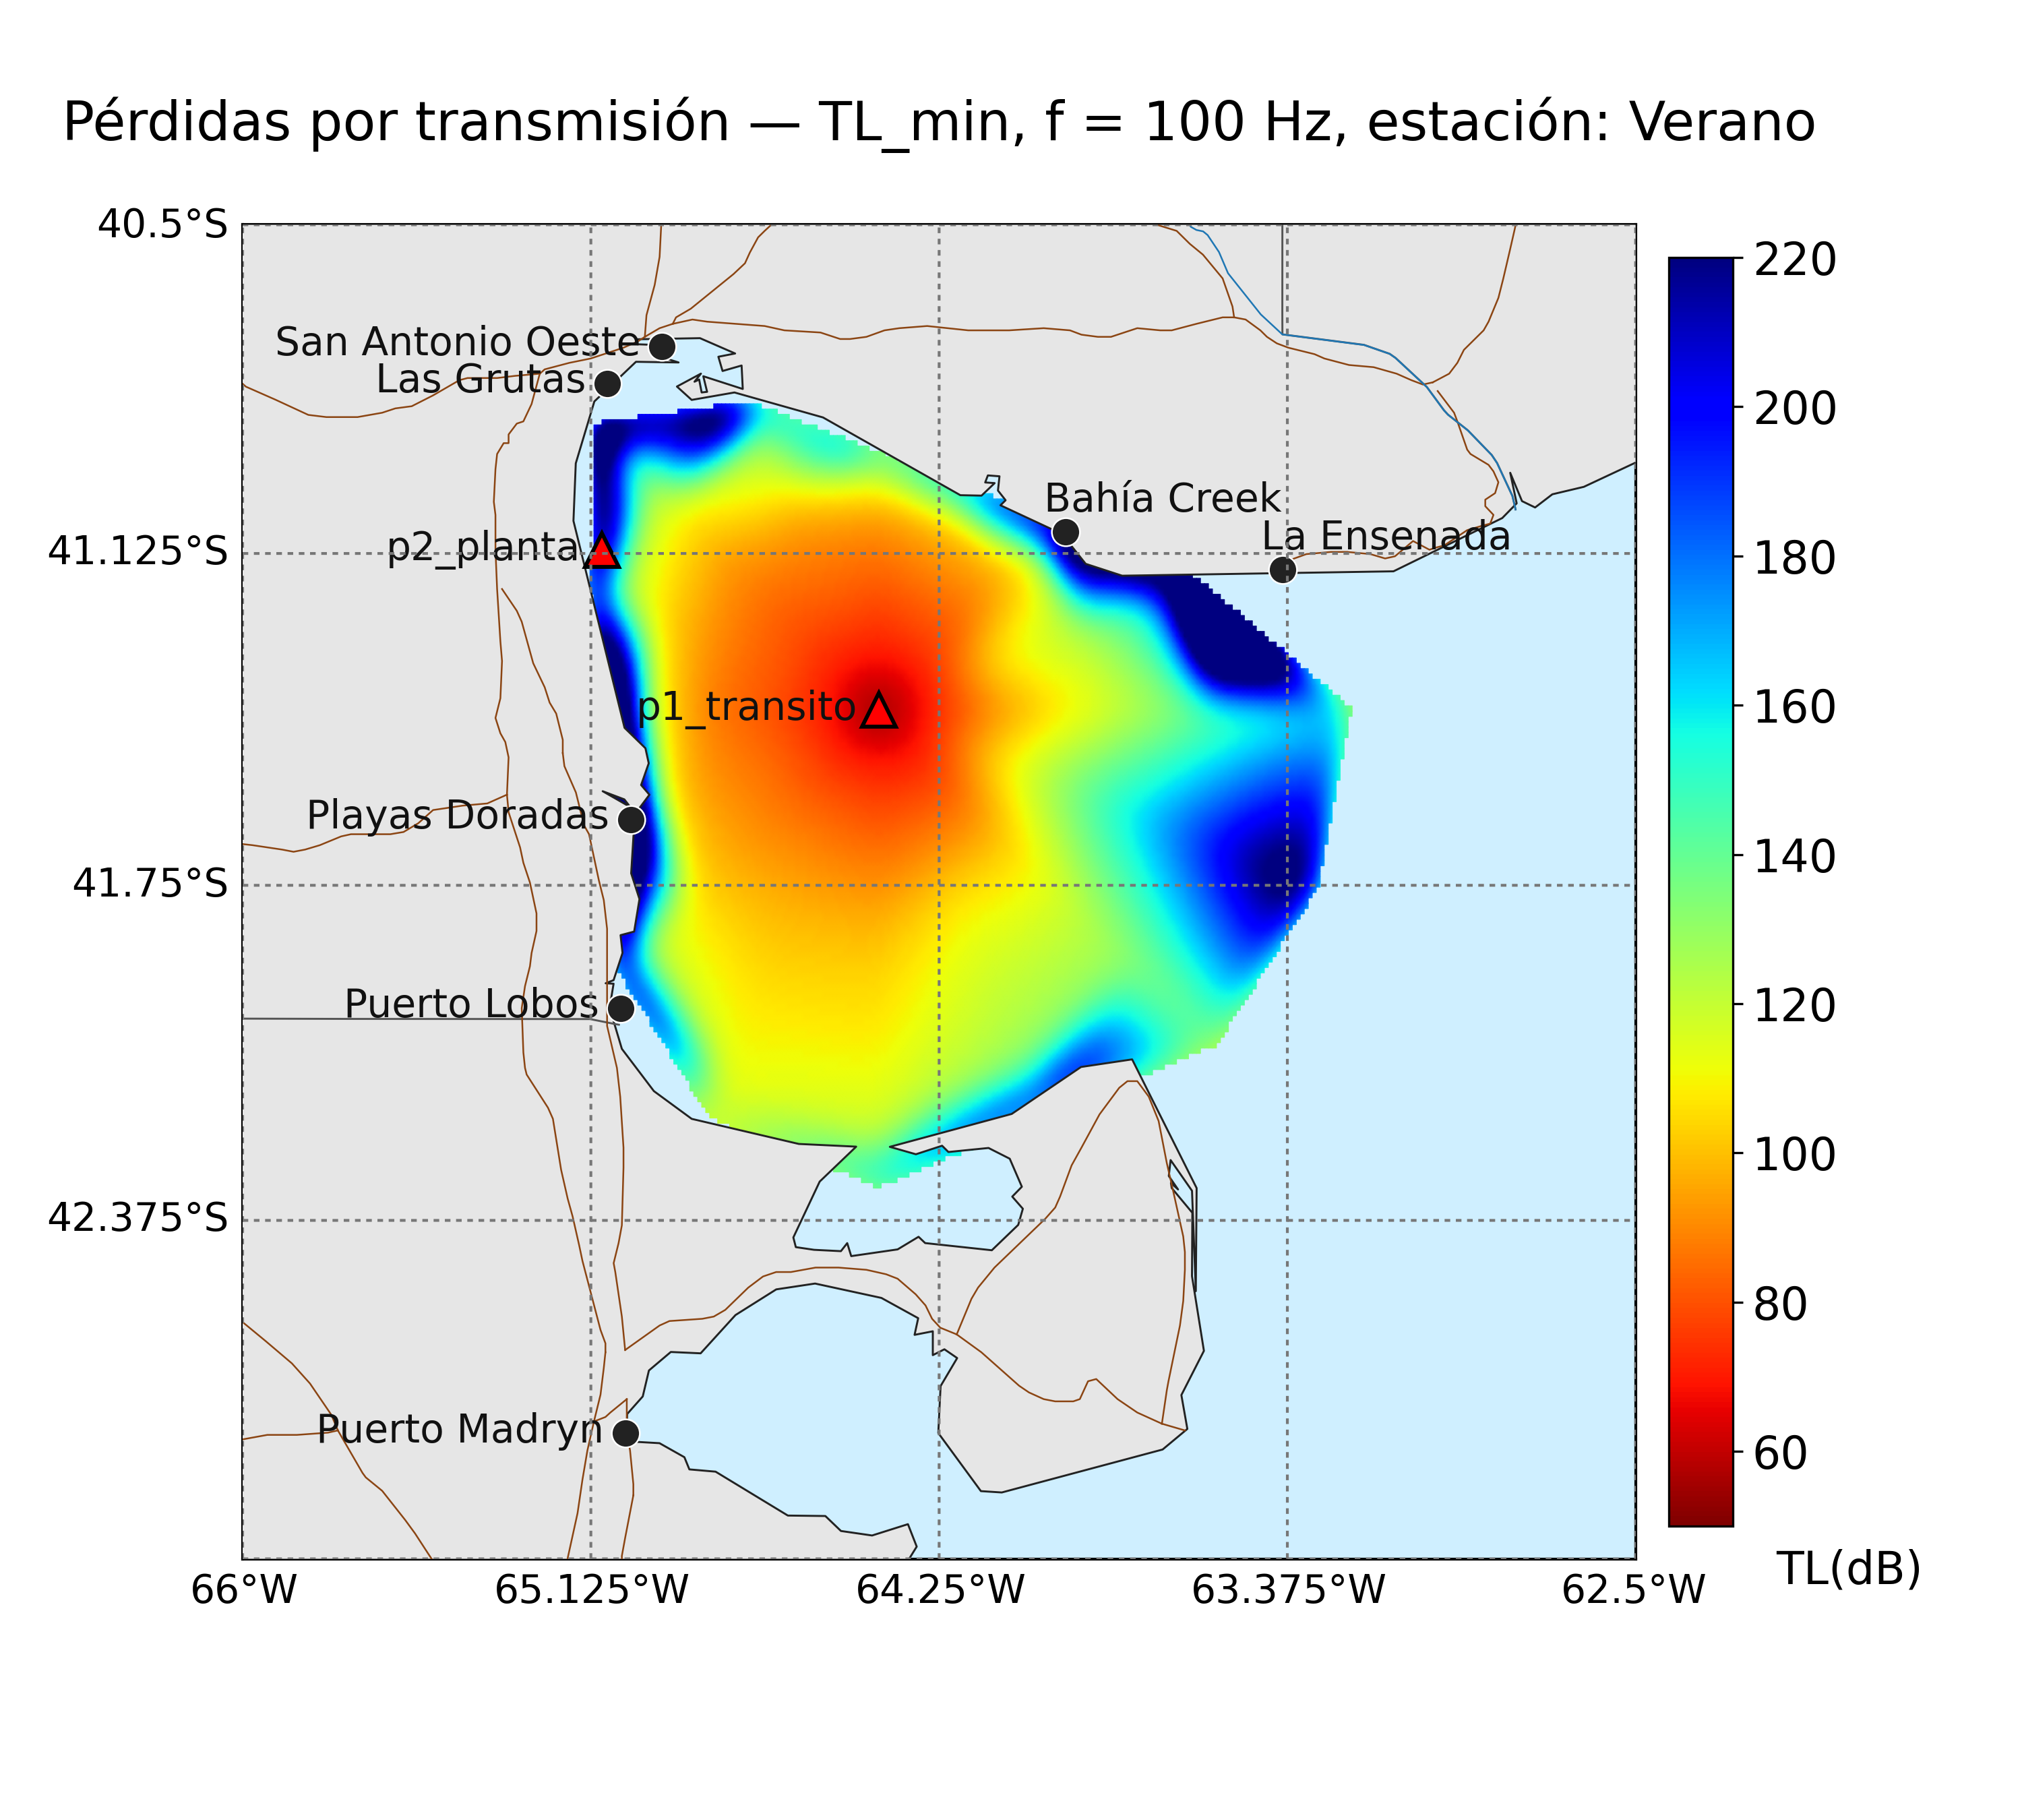 Pérdidas por transmisión — TL_min, f = 100 Hz, estación: Verano
40.5°S
220
San Antonio Oeste
Las Grutas
200
Bahía Creek
La Ensenada
p2_planta
41.125°S
180
p1_transito
160
Playas Doradas
140
41.75°S
Puerto Lobos
120
100
42.375°S
80
Puerto Madryn
60
TL(dB)
66°W
65.125°W
64.25°W
63.375°W
62.5°W